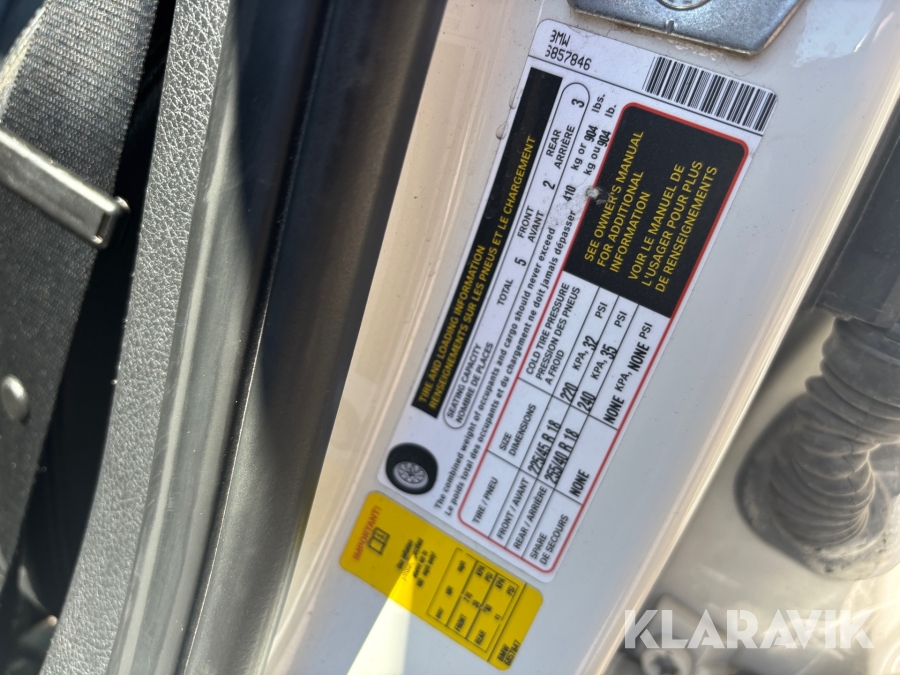 BMW
6857846
TIRE AND LOADING INFORMATION
RENSEIGNEMENTS SUR LES PNEUS ET LE CHARGEMENT
SEATING CAPACITY
NOMBRE DE PLACES
TOTAL 5
FRONT
AVANT
2
REAR
ARRIÈRE
3
The combined weight of occupants and cargo should never exceed 410 kg or 904 lbs.
Le poids total des occupants et du chargement ne doit jamais dépasser 410 kg ou 904 lb.
TIRE / PNEU
SIZE
DIMENSIONS
COLD TIRE PRESSURE
PRESSION DES PNEUS
A FROID
FRONT / AVANT 225/45 R 18 220 KPA, 32 PSI
REAR / ARRIÈRE 255/40 R 18 240 KPA, 35 PSI
SPARE
DE SECOURS
NONE NONE KPA, NONE PSI
SEE OWNER'S MANUAL
FOR ADDITIONAL
INFORMATION
VOIR LE MANUEL DE
L'USAGER POUR PLUS
DE RENSEIGNEMENTS
IMPORTANT!
FRONT
REAR
BMW
KLARAVIK